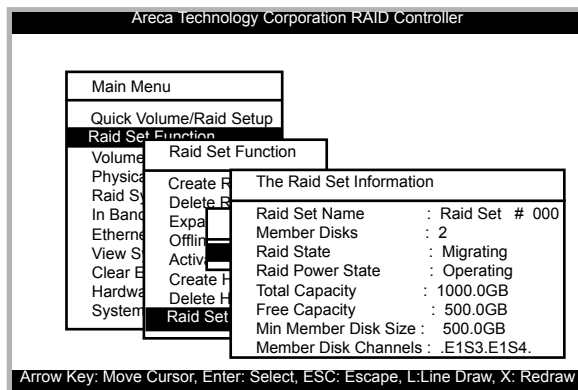 Areca Technology Corporation RAID Controller
Main Menu
Quick Volume/Raid Setup
Raid Set Function
Volume
Physica
Raid Sy
In Band
Etherne
View S
Clear E
Hardwa
System
Raid Set Function
Create R
Delete R
Expa
Offlin
Activ
Create H
Delete H
Raid Set
The Raid Set Information
Raid Set Name : Raid Set # 000
Member Disks : 2
Raid State : Migrating
Raid Power State : Operating
Total Capacity : 1000.0GB
Free Capacity : 500.0GB
Min Member Disk Size : 500.0GB
Member Disk Channels : .E1S3.E1S4.
Arrow Key: Move Cursor, Enter: Select, ESC: Escape, L:Line Draw, X: Redraw